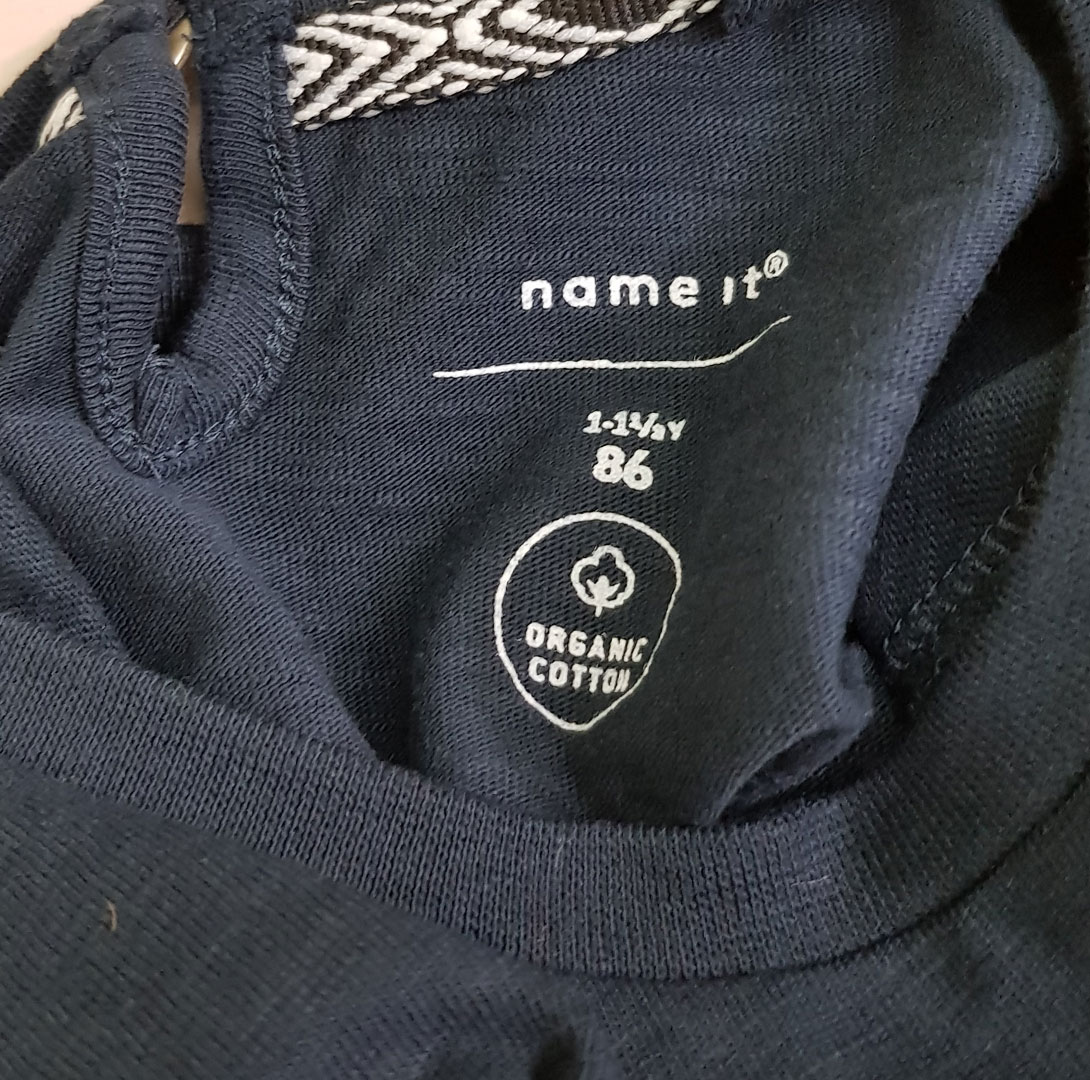 name it®
1-1½Y
86
ORGANIC
COTTON